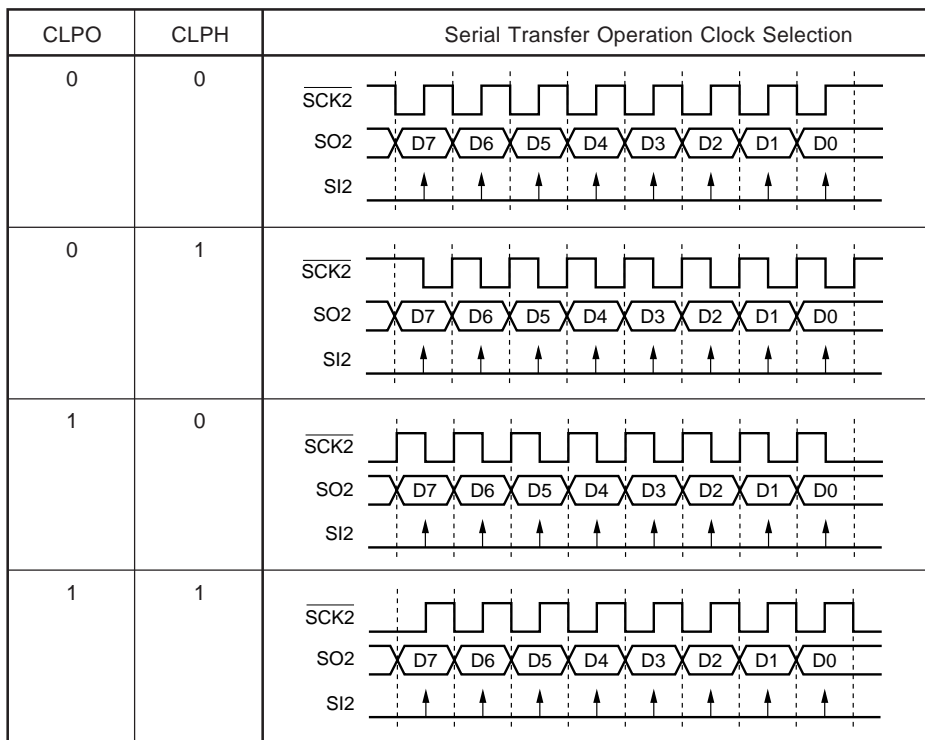 CLPO CLPH Serial Transfer Operation Clock Selection
0 0
SCK2
SO2 D7 D6 D5 D4 D3 D2 D1 D0
SI2
0 1
SCK2
SO2 D7 D6 D5 D4 D3 D2 D1 D0
SI2
1 0
SCK2
SO2 D7 D6 D5 D4 D3 D2 D1 D0
SI2
1 1
SCK2
SO2 D7 D6 D5 D4 D3 D2 D1 D0
SI2